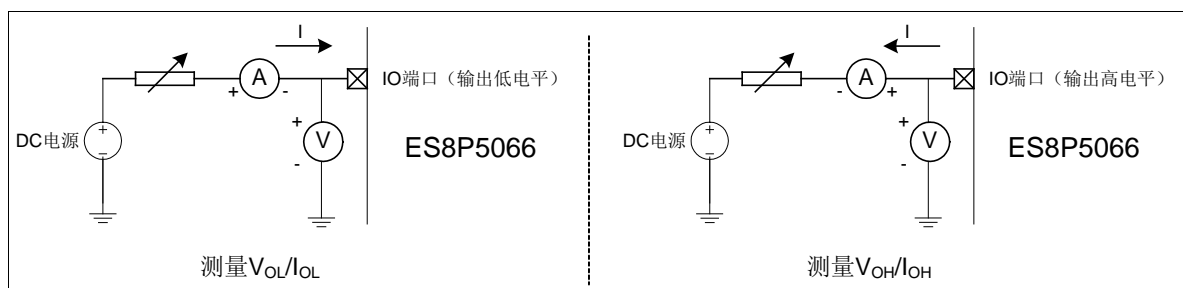 I
A
+ -
IO端口（输出低电平）
DC电源
+
-
+
V
-
ES8P5066
测量VOL/IOL
I
A
- +
IO端口（输出高电平）
DC电源
+
-
+
V
-
ES8P5066
测量VOH/IOH